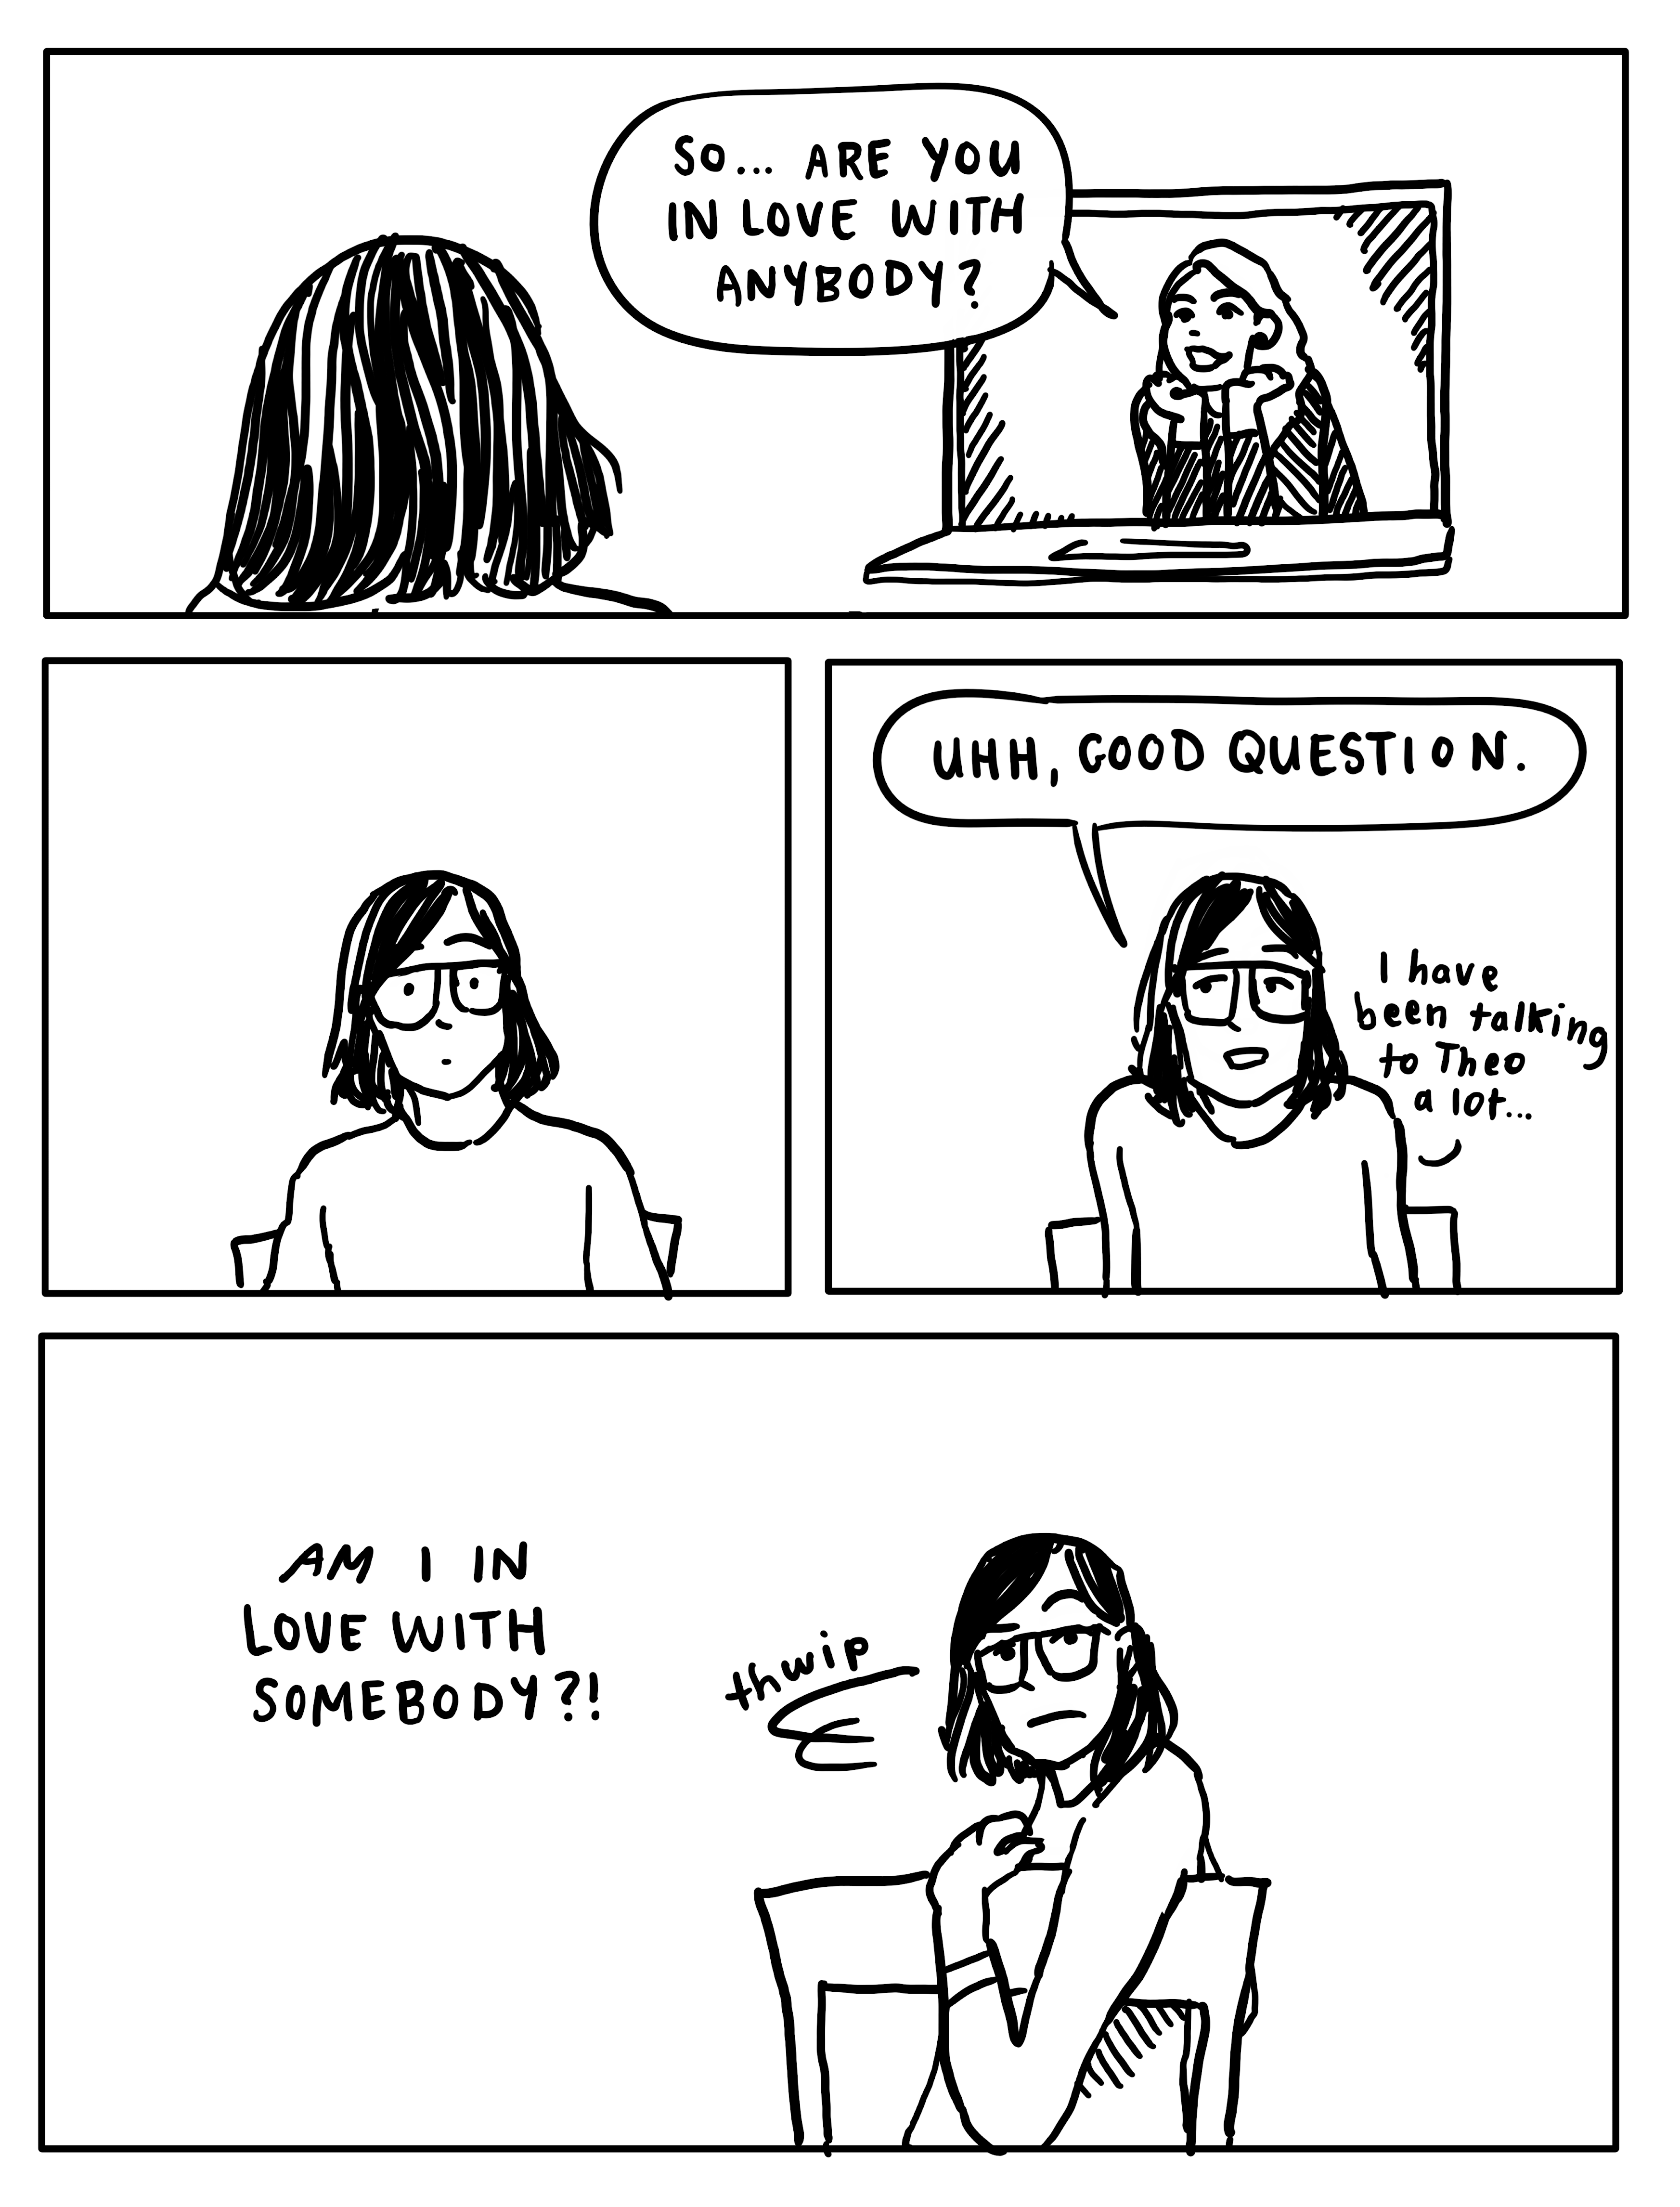 SO... ARE YOU
IN LOVE WITH
ANYBODY?
UHH, GOOD QUESTION.
I have
been talking
to Theo
a lot...
AM I IN
LOVE WITH
SOMEBODY?!
thwip